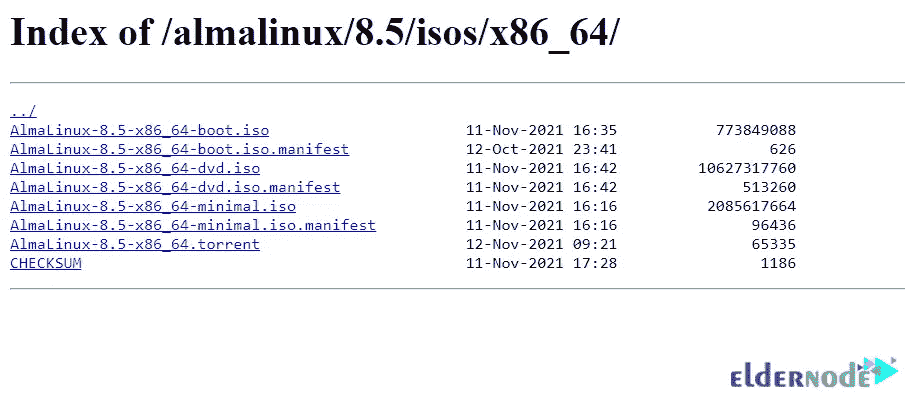 Index of /almalinux/8.5/isos/x86_64/
../
AlmaLinux-8.5-x86_64-boot.iso 11-Nov-2021 16:35 773849088
AlmaLinux-8.5-x86_64-boot.iso.manifest 12-Oct-2021 23:41 626
AlmaLinux-8.5-x86_64-dvd.iso 11-Nov-2021 16:42 10627317760
AlmaLinux-8.5-x86_64-dvd.iso.manifest 11-Nov-2021 16:42 513260
AlmaLinux-8.5-x86_64-minimal.iso 11-Nov-2021 16:16 2085617664
AlmaLinux-8.5-x86_64-minimal.iso.manifest 11-Nov-2021 16:16 96436
AlmaLinux-8.5-x86_64.torrent 12-Nov-2021 09:21 65335
CHECKSUM 11-Nov-2021 17:28 1186
eldernode